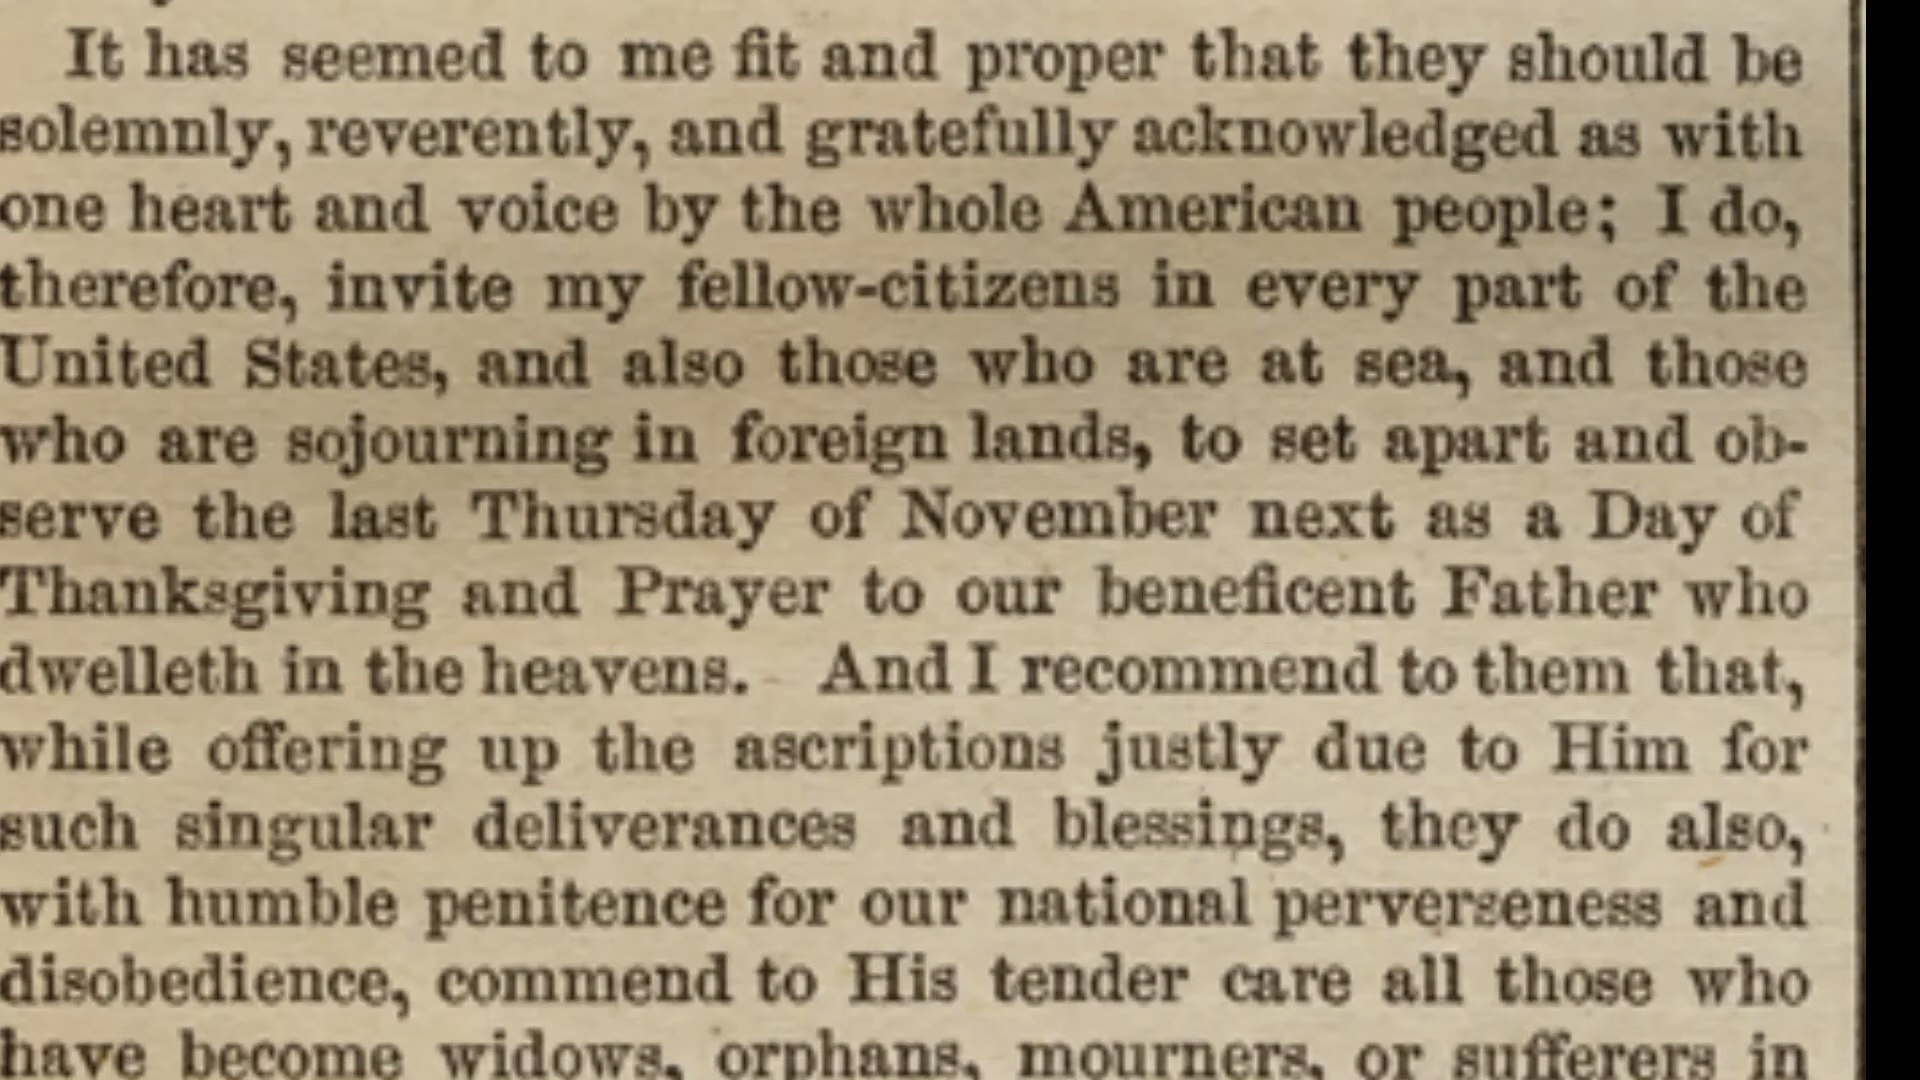 It has seemed to me fit and proper that they should be
solemnly, reverently, and gratefully acknowledged as with
one heart and voice by the whole American people; I do,
therefore, invite my fellow-citizens in every part of the
United States, and also those who are at sea, and those
who are sojourning in foreign lands, to set apart and ob-
serve the last Thursday of November next as a Day of
Thanksgiving and Prayer to our beneficent Father who
dwelleth in the heavens. And I recommend to them that,
while offering up the ascriptions justly due to Him for
such singular deliverances and blessings, they do also,
with humble penitence for our national perverseness and
disobedience, commend to His tender care all those who
have become widows, orphans, mourners, or sufferers in